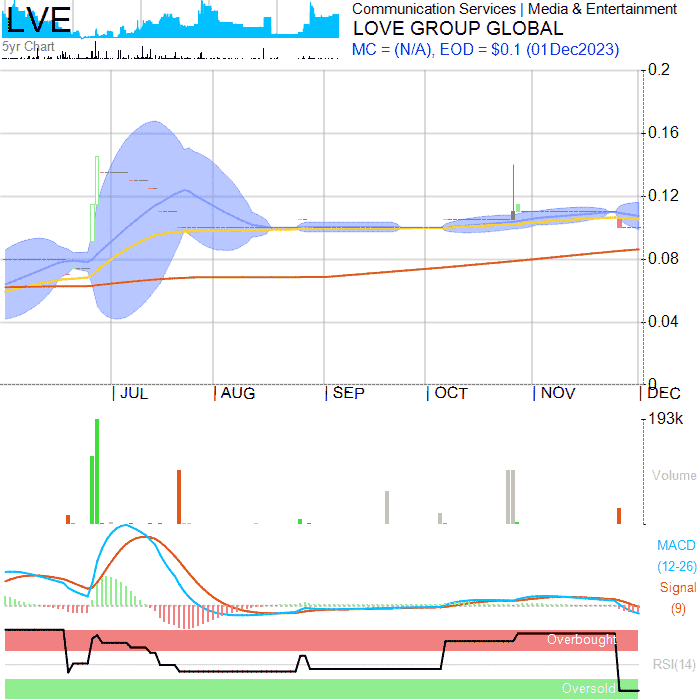 LVE
5yr Chart
Communication Services | Media & Entertainment
LOVE GROUP GLOBAL
MC = (N/A), EOD = $0.1 (01Dec2023)
0.2
0.16
0.12
0.08
0.04
0
| JUL
| AUG
| SEP
| OCT
| NOV
| DEC
193k
Volume
MACD
(12-26)
Signal
(9)
Overbought
RSI(14)
Oversold